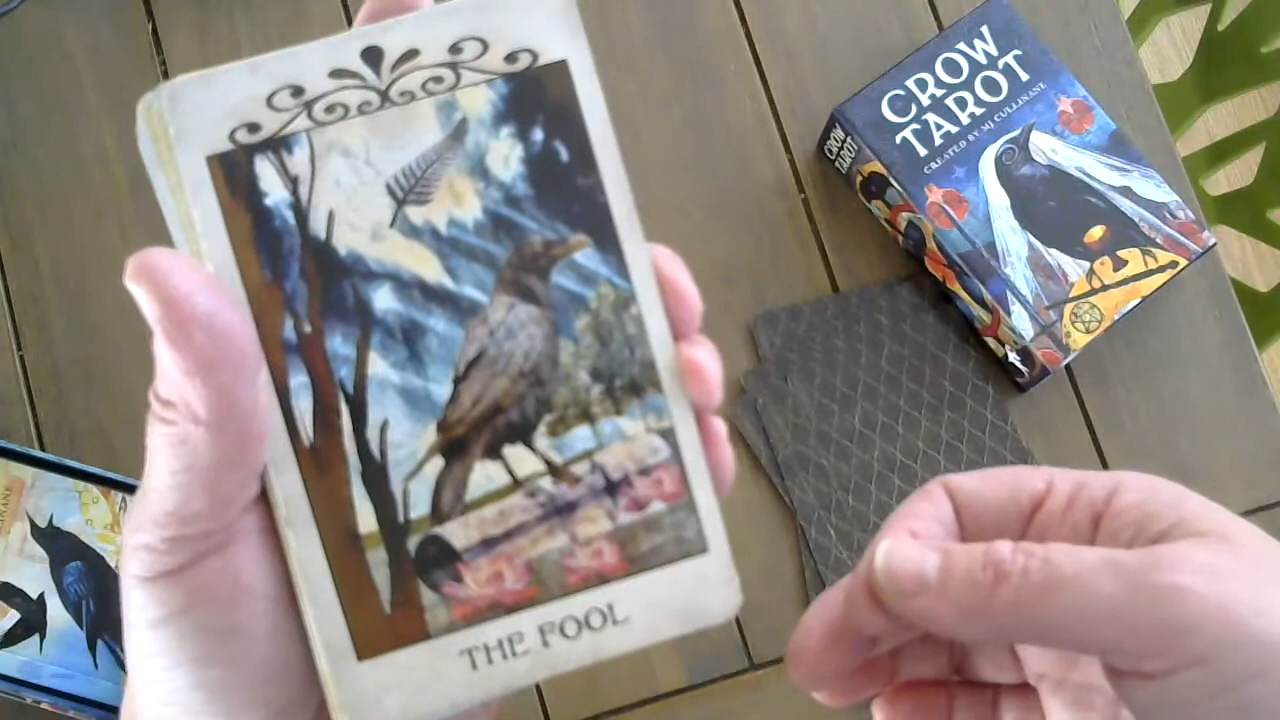 CROW
TAROT
CREATED BY MJ CULLINANE
CROW
TAROT
THE FOOL